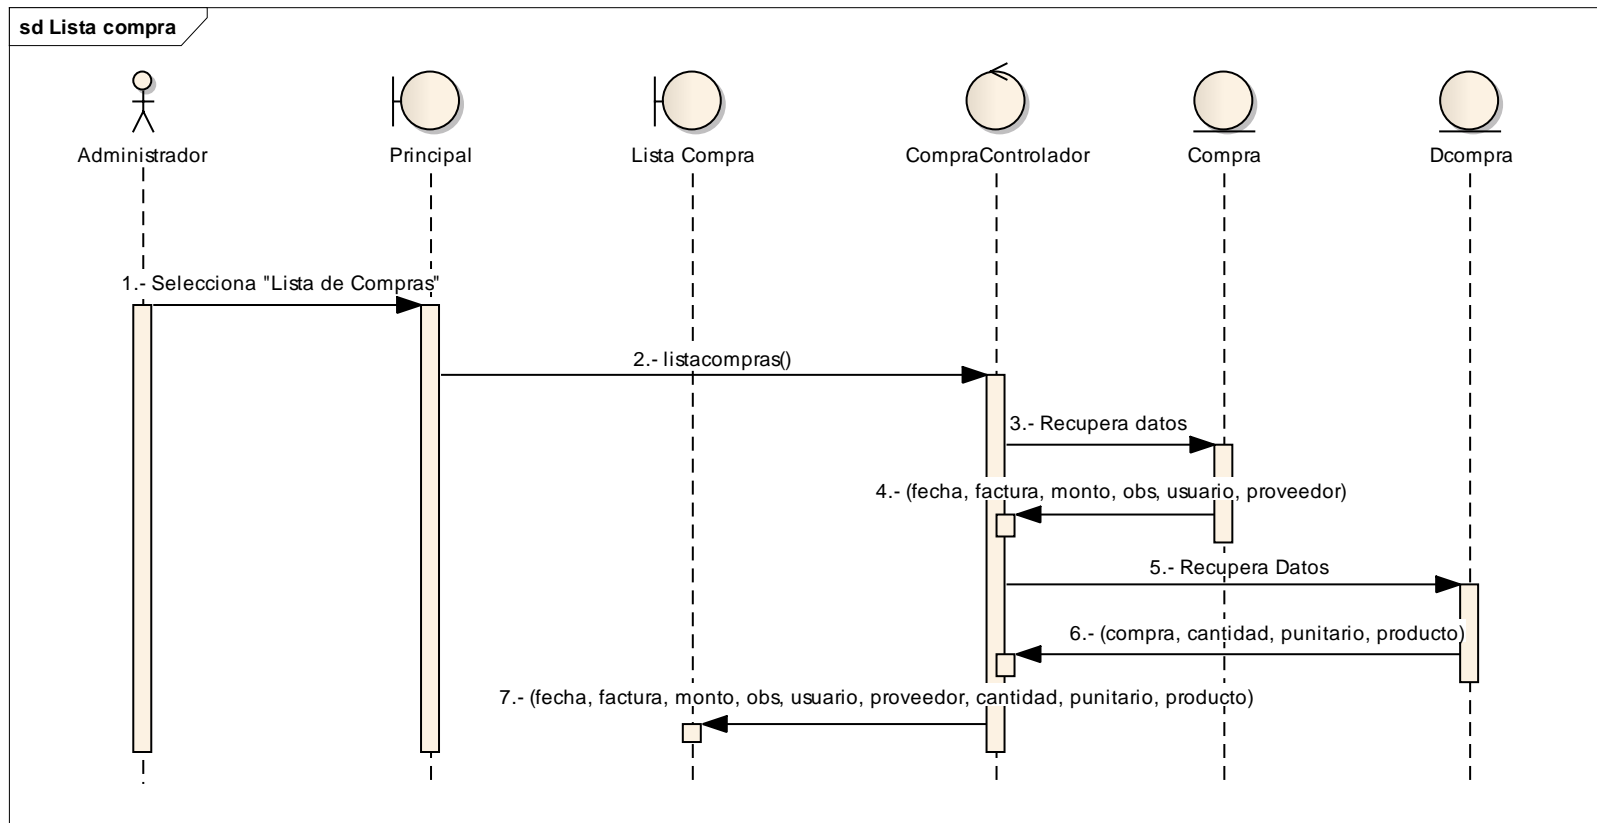 sd Lista compra
Administrador
Principal
Lista Compra
CompraControlador
Compra
Dcompra
1.- Selecciona "Lista de Compras"
2.- listacompras()
3.- Recupera datos
4.- (fecha, factura, monto, obs, usuario, proveedor)
5.- Recupera Datos
6.- (compra, cantidad, punitario, producto)
7.- (fecha, factura, monto, obs, usuario, proveedor, cantidad, punitario, producto)